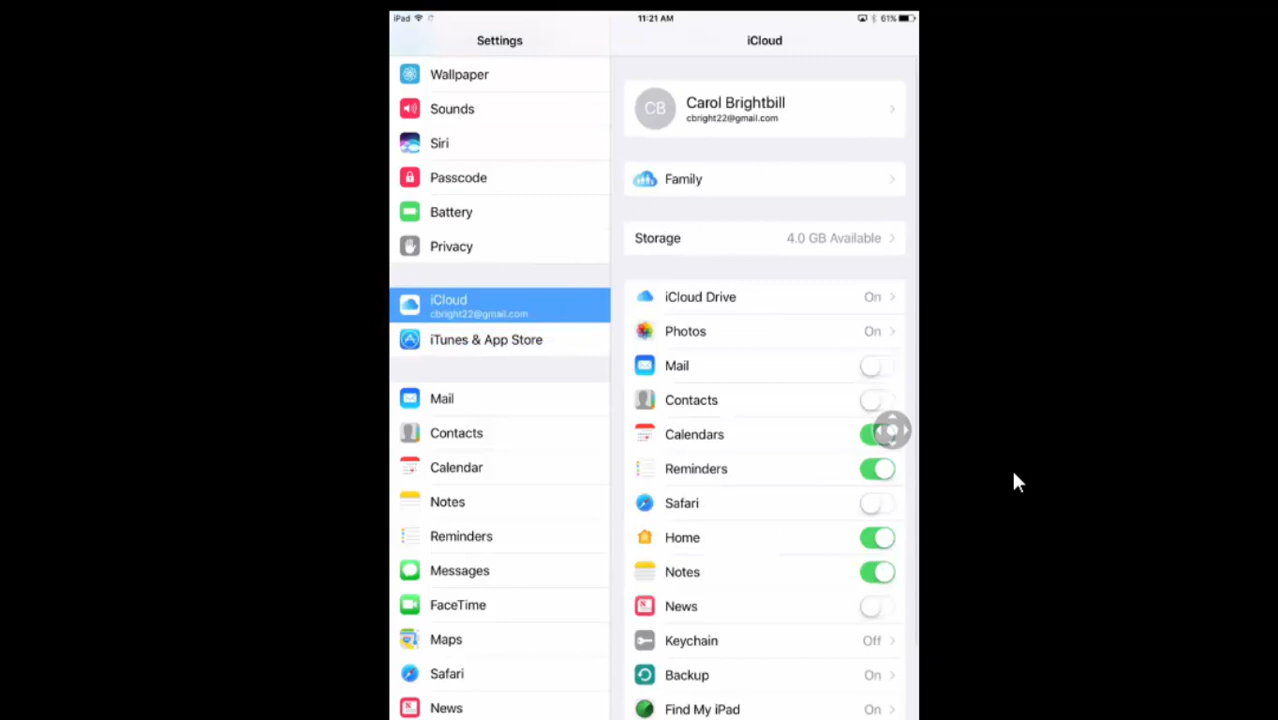 iPad
11:21 AM
61%
Settings
iCloud
Wallpaper
Sounds
Siri
Passcode
Battery
Privacy
iCloud
cbright22@gmail.com
iTunes & App Store
Mail
Contacts
Calendar
Notes
Reminders
Messages
FaceTime
Maps
Safari
News
CB
Carol Brightbill
cbright22@gmail.com
Family
Storage 4.0 GB Available
iCloud Drive On
Photos On
Mail
Contacts
Calendars
Reminders
Safari
Home
Notes
News
Keychain Off
Backup On
Find My iPad On